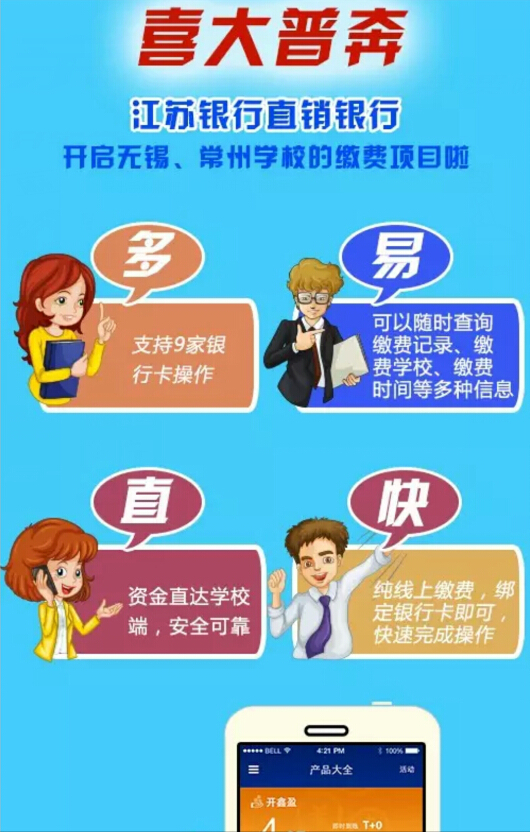 喜大普奔
江苏银行直销银行
开启无锡、常州学校的缴费项目啦
多
支持9家银
行卡操作
易
可以随时查询
缴费记录、缴
费学校、缴费
时间等多种信息
直
资金直达学校
端，安全可靠
快
纯线上缴费，绑
定银行卡即可，
快速完成操作
BELL 4:21 PM 100%
产品大全 活动
开鑫盈
T+0